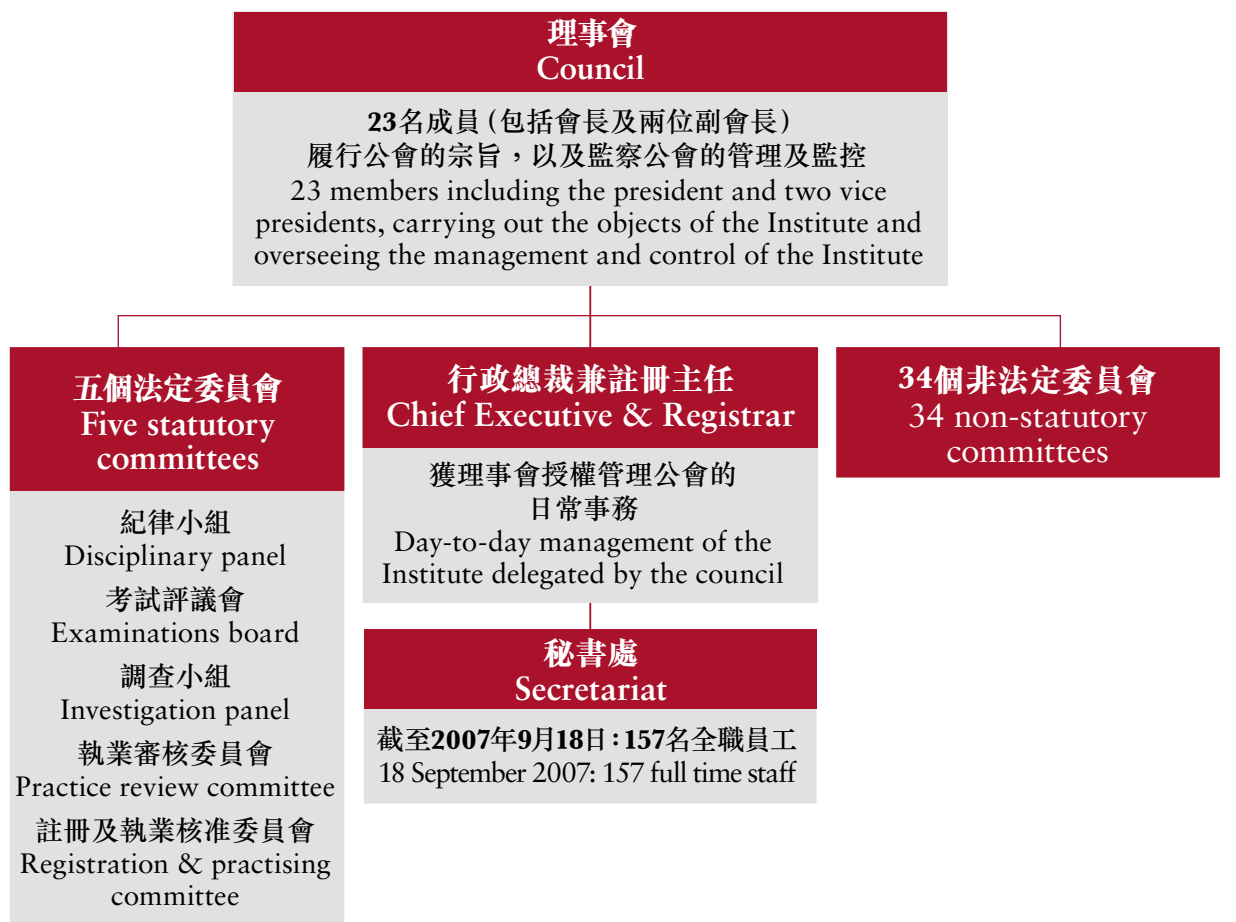 理事會
Council
23名成員（包括會長及兩位副會長）
履行公會的宗旨，以及監察公會的管理及監控
23 members including the president and two vice
presidents, carrying out the objects of the Institute and
overseeing the management and control of the Institute
五個法定委員會
Five statutory
committees
紀律小組
Disciplinary panel
考試評議會
Examinations board
調查小組
Investigation panel
執業審核委員會
Practice review committee
註冊及執業核准委員會
Registration & practising
committee
行政總裁兼註冊主任
Chief Executive & Registrar
獲理事會授權管理公會的
日常事務
Day-to-day management of the
Institute delegated by the council
秘書處
Secretariat
截至2007年9月18日：157名全職員工
18 September 2007: 157 full time staff
34個非法定委員會
34 non-statutory
committees